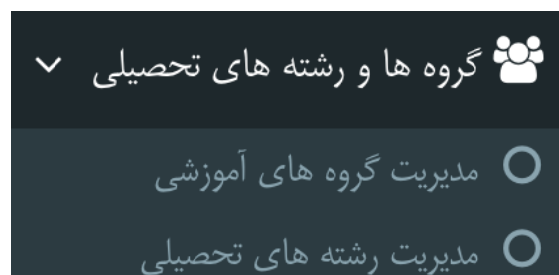 گروه ها و رشته های تحصیلی
مدیریت گروه های آموزشی
مدیریت رشته های تحصیلی